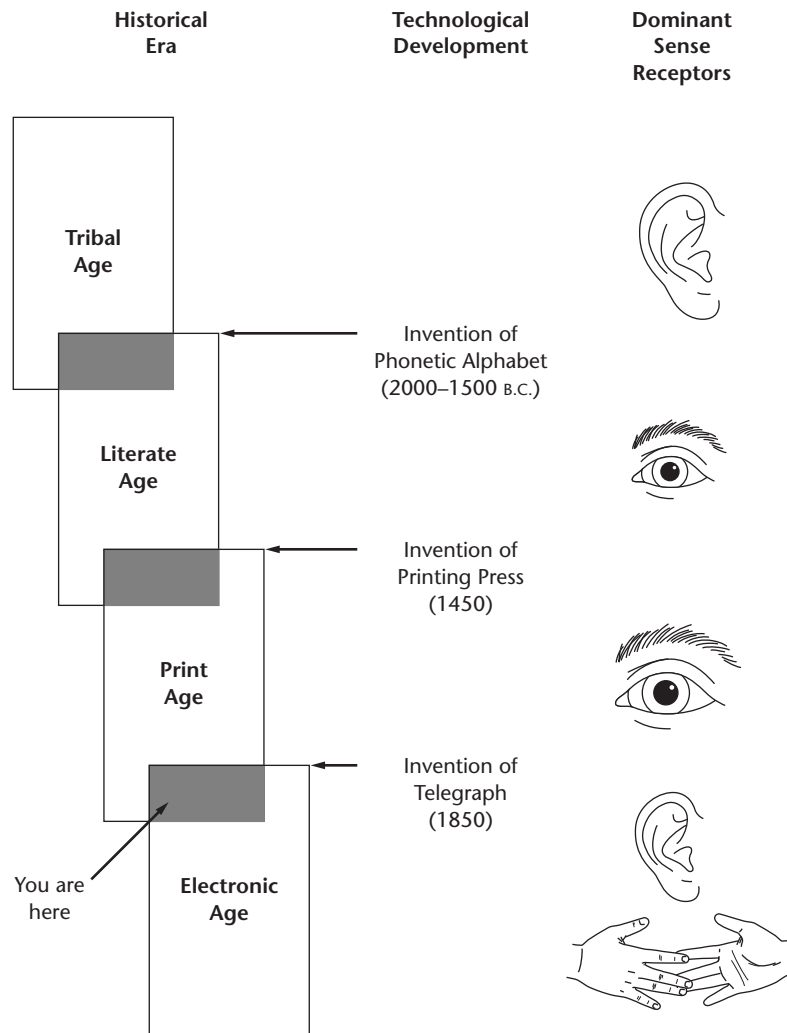 Historical
Era
Technological
Development
Dominant
Sense
Receptors
Tribal
Age
Invention of
Phonetic Alphabet
(2000–1500 B.C.)
Literate
Age
Invention of
Printing Press
(1450)
Print
Age
Invention of
Telegraph
(1850)
You are
here
Electronic
Age